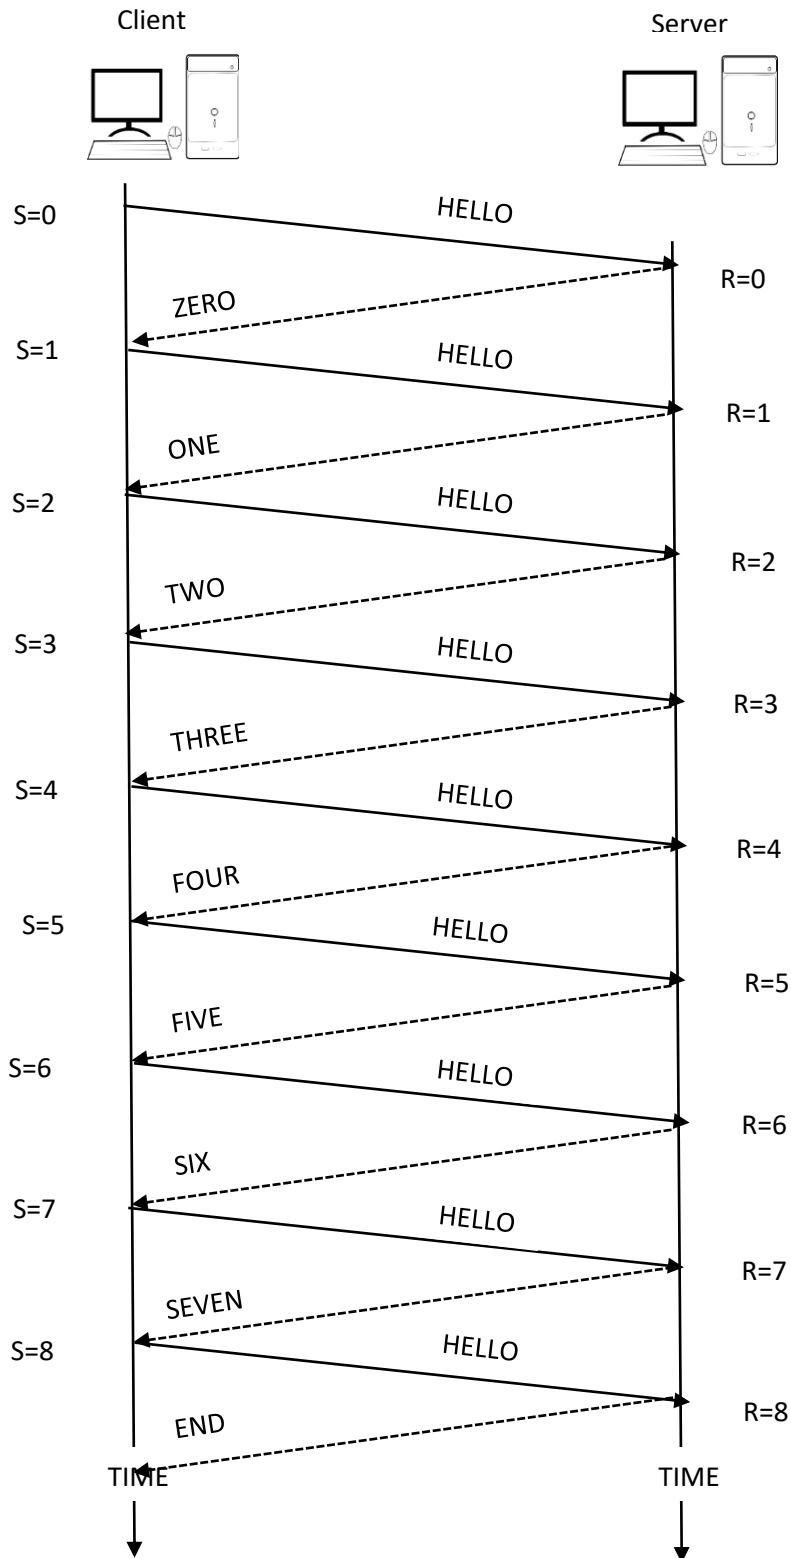 Client
Server
S=0
HELLO
R=0
ZERO
S=1
HELLO
R=1
ONE
S=2
HELLO
R=2
TWO
S=3
HELLO
R=3
THREE
S=4
HELLO
R=4
FOUR
S=5
HELLO
R=5
FIVE
S=6
HELLO
R=6
SIX
S=7
HELLO
R=7
SEVEN
S=8
HELLO
R=8
END
TIME
TIME